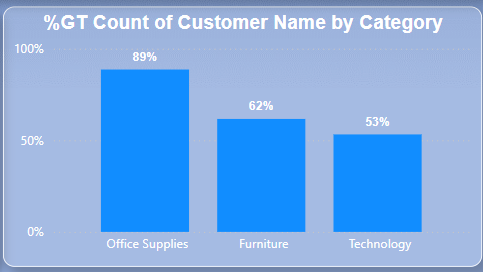 %GT Count of Customer Name by Category
100%
50%
0%
89%
62%
53%
Office Supplies
Furniture
Technology